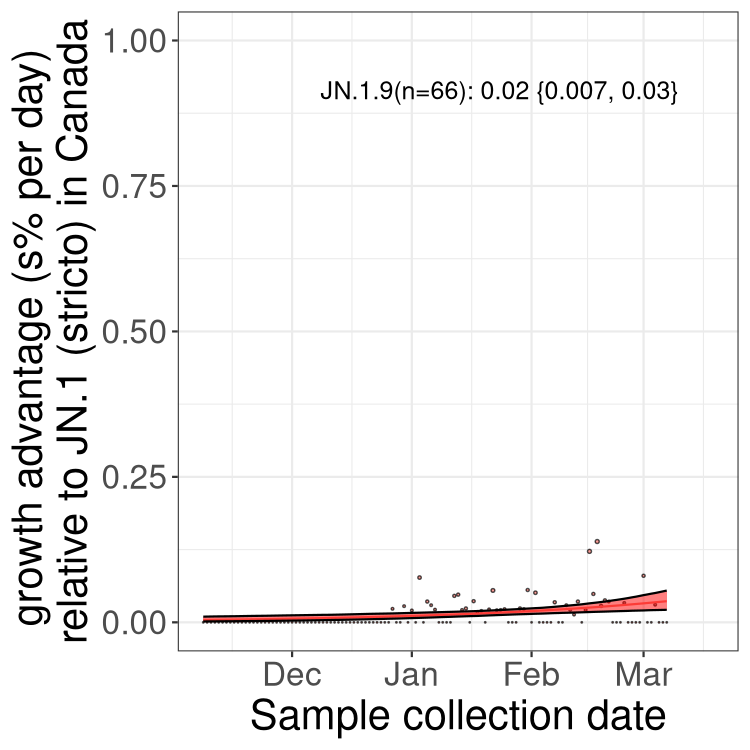 growth advantage (s% per day)
relative to JN.1 (stricto) in Canada
1.00
0.75
0.50
0.25
0.00
JN.1.9(n=66): 0.02 {0.007, 0.03}
Dec Jan Feb Mar
Sample collection date